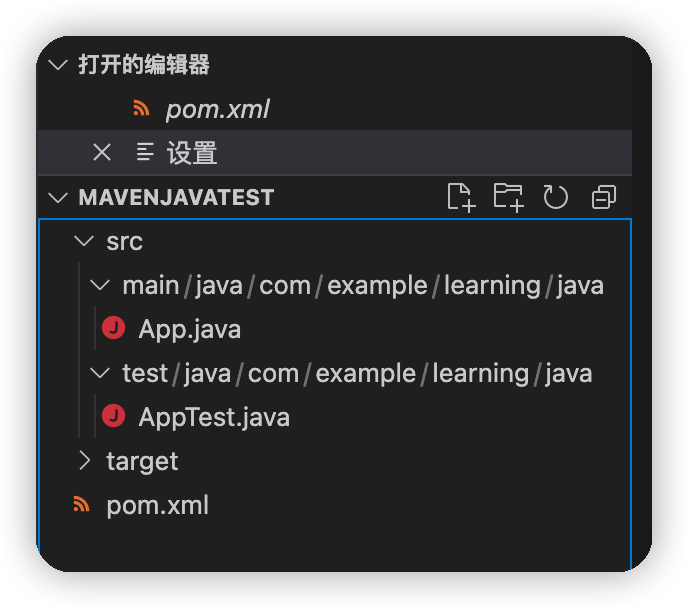 打开的编辑器
pom.xml
设置
MAVENJAVATEST
src
main/java/com/example/learning/java
J App.java
test/java/com/example/learning/java
J AppTest.java
target
pom.xml